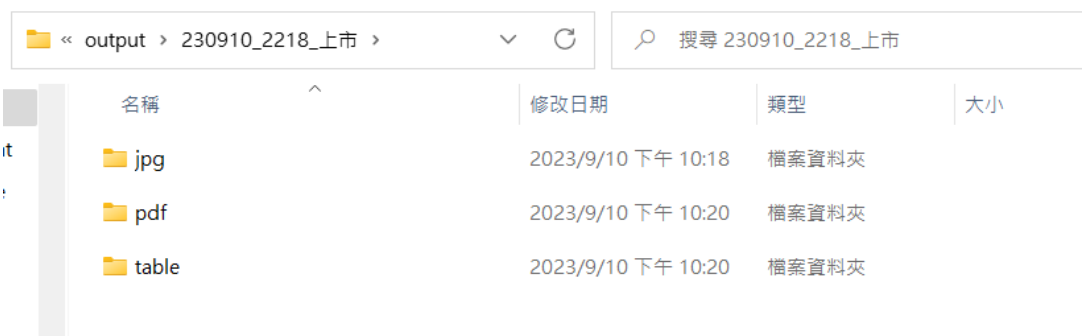 « output › 230910_2218_上市 ›
搜尋 230910_2218_上市
名稱 修改日期 類型 大小
jpg 2023/9/10 下午 10:18 檔案資料夾
pdf 2023/9/10 下午 10:20 檔案資料夾
table 2023/9/10 下午 10:20 檔案資料夾